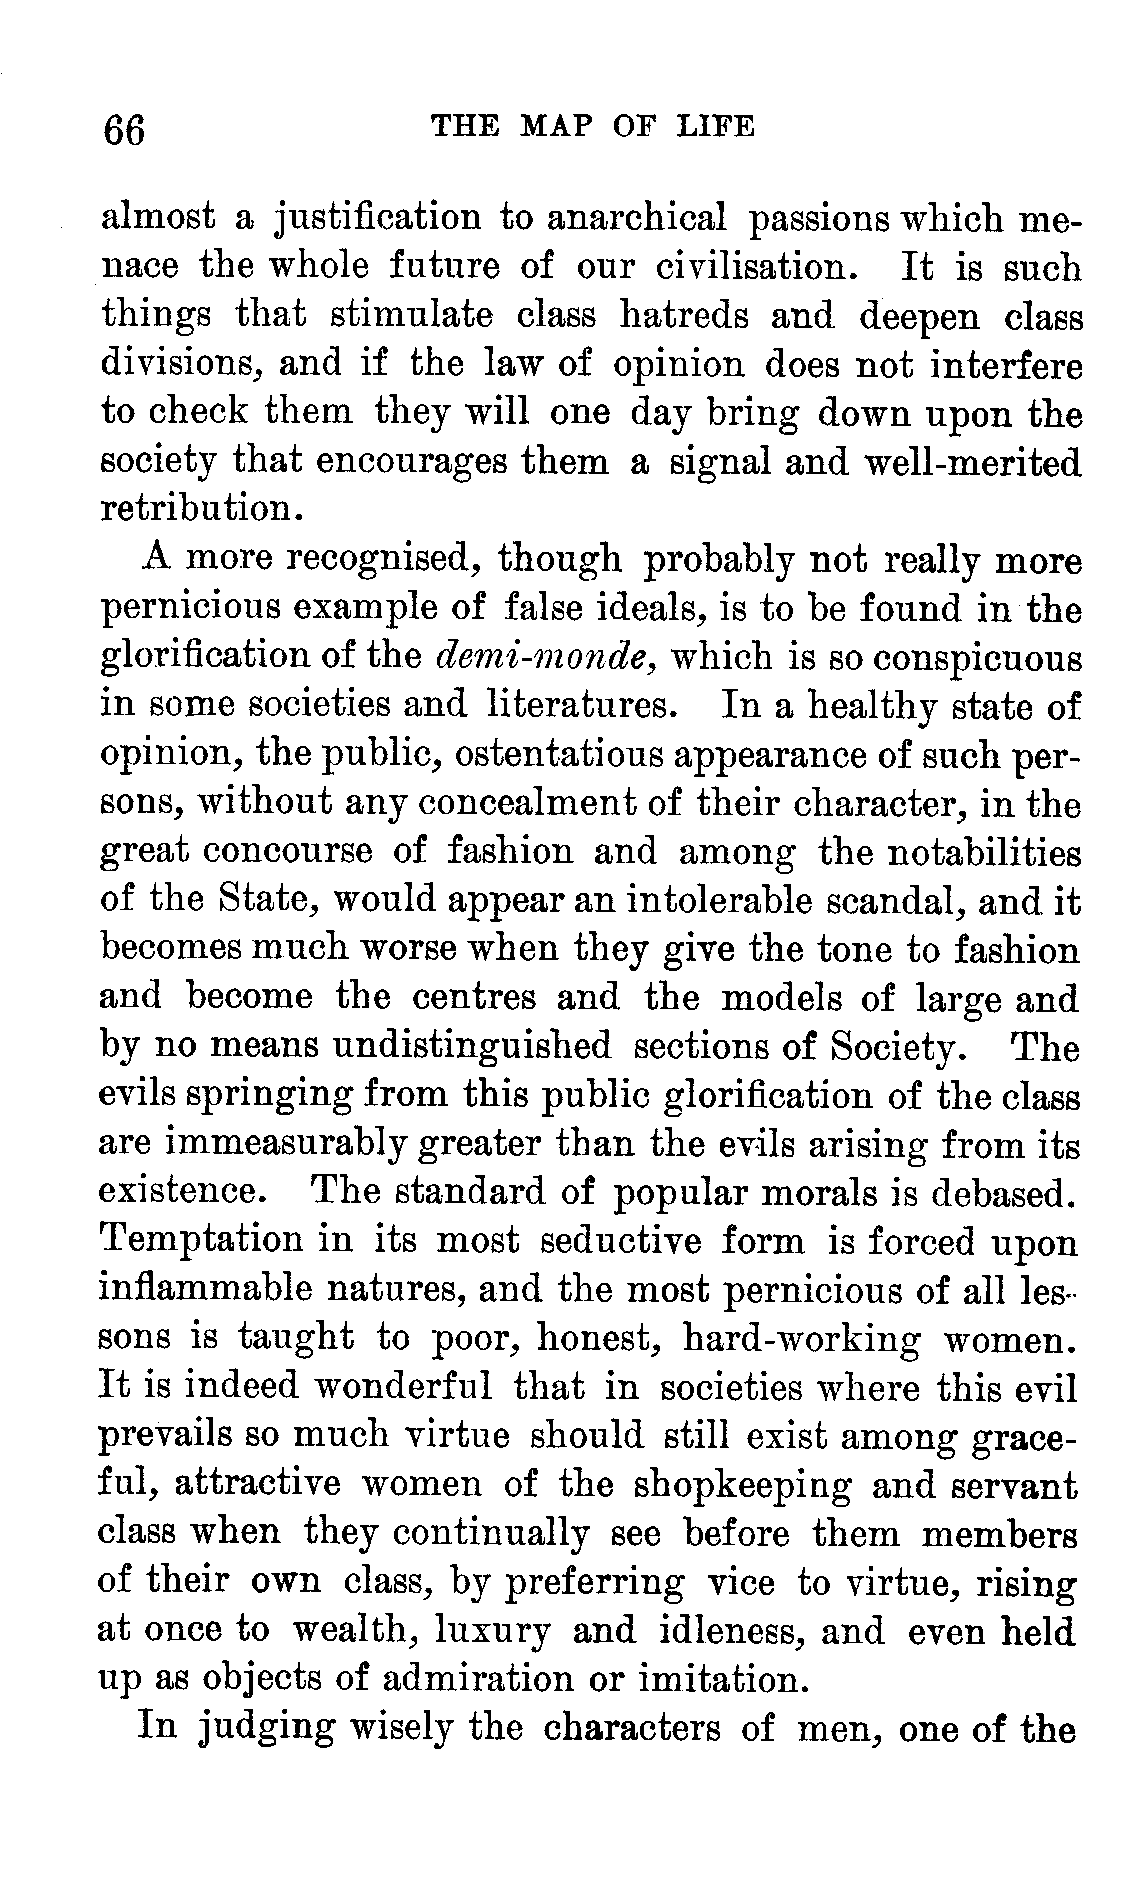 66 THE MAP OF LIFE
almost a justification to anarchical passions which me-
nace the whole future of our civilisation. It is such
things that stimulate class hatreds and deepen class
divisions, and if the law of opinion does not interfere
to check them they will one day bring down upon the
society that encourages them a signal and well-merited
retribution.
A more recognised, though probably not really more
pernicious example of false ideals, is to be found in the
glorification of the demi-monde, which is so conspicuous
in some societies and literatures. In a healthy state of
opinion, the public, ostentatious appearance of such per-
sons, without any concealment of their character, in the
great concourse of fashion and among the notabilities
of the State, would appear an intolerable scandal, and it
becomes much worse when they give the tone to fashion
and become the centres and the models of large and
by no means undistinguished sections of Society. The
evils springing from this public glorification of the class
are immeasurably greater than the evils arising from its
existence. The standard of popular morals is debased.
Temptation in its most seductive form is forced upon
inflammable natures, and the most pernicious of all les-
sons is taught to poor, honest, hard-working women.
It is indeed wonderful that in societies where this evil
prevails so much virtue should still exist among grace-
ful, attractive women of the shopkeeping and servant
class when they continually see before them members
of their own class, by preferring vice to virtue, rising
at once to wealth, luxury and idleness, and even held
up as objects of admiration or imitation.
In judging wisely the characters of men, one of the